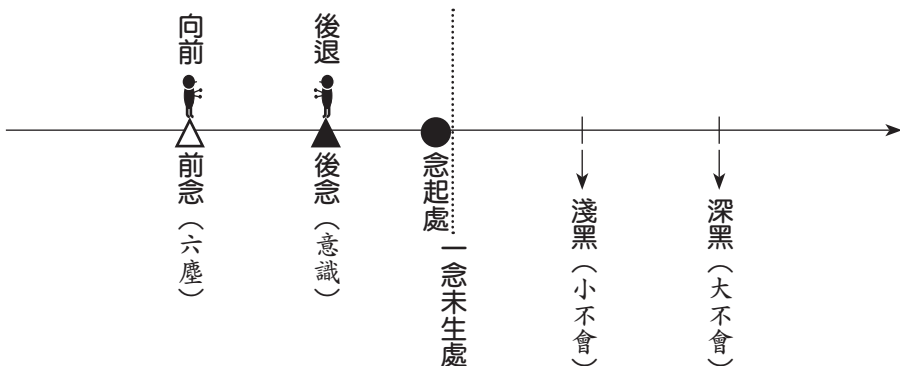 向前
後退
前念（六塵）
後念（意識）
念起處
一念未生處
淺黑（小不會）
深黑（大不會）